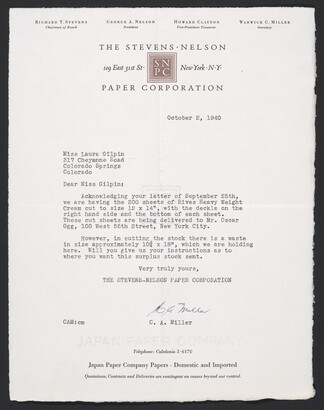 RICHARD T. STEVENS GEORGE A. NELSON HOWARD CLAYTON WARWICK C. MILLER
Chairman of Board President Vice-President Treasurer Secretary
THE STEVENS·NELSON
109 East 31st St· New York·N·Y·
SN
PC
PAPER CORPORATION
October 2, 1940
Miss Laura Gilpin
317 Cheyenne Road
Colorado Springs
Colorado
Dear Miss Gilpin:
Acknowledging your letter of September 25th,
we are having the 200 sheets of Rives Heavy Weight
Cream cut to size 12 x 14", with the deckle on the
right hand side and the bottom of each sheet.
These cut sheets are being delivered to Mr. Oscar
Ogg, 100 West 55th Street, New York City.
However, in cutting the stock there is a waste
in size approximately 10½ x 18", which we are holding
here. Will you give us your instructions as to
where you want this surplus stock sent.
Very truly yours,
THE STEVENS-NELSON PAPER CORPORATION
C. A. Miller
CAM:cm C. A. Miller
JAPAN PAPER COMPANY
Telephone: Caledonia 5-4170
Japan Paper Company Papers · Domestic and Imported
Quotations, Contracts and Deliveries are contingent on causes beyond our control.